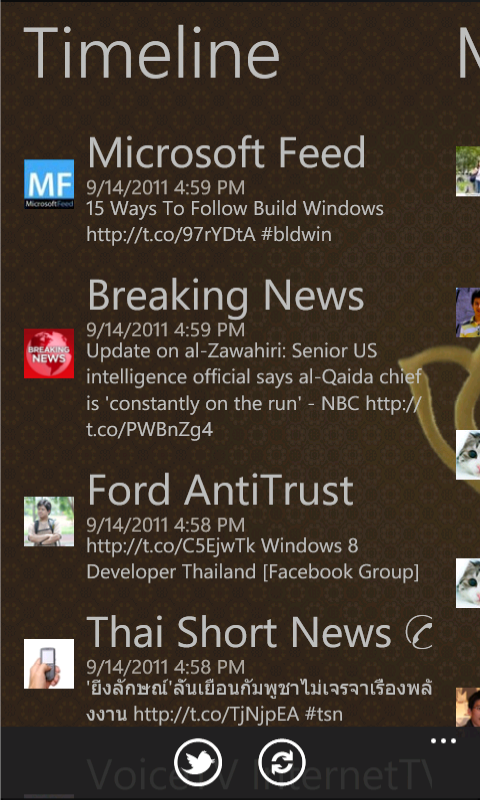 Timeline
M
Microsoft Feed
9/14/2011 4:59 PM
15 Ways To Follow Build Windows
http://t.co/97rYDtA #bldwin
MF
MicrosoftFeed
Breaking News
9/14/2011 4:59 PM
Update on al-Zawahiri: Senior US
intelligence official says al-Qaida chief
is 'constantly on the run' - NBC http://
t.co/PWBnZg4
BREAKING
NEWS
Ford AntiTrust
9/14/2011 4:58 PM
http://t.co/C5EjwTk Windows 8
Developer Thailand [Facebook Group]
Thai Short News ✆
9/14/2011 4:58 PM
'ยิ่งลักษณ์'ลั่นเยือนกัมพูชาไม่เจรจาเรื่องพลั
งงาน http://t.co/TjNjpEA #tsn
VoiceTV InternetTV